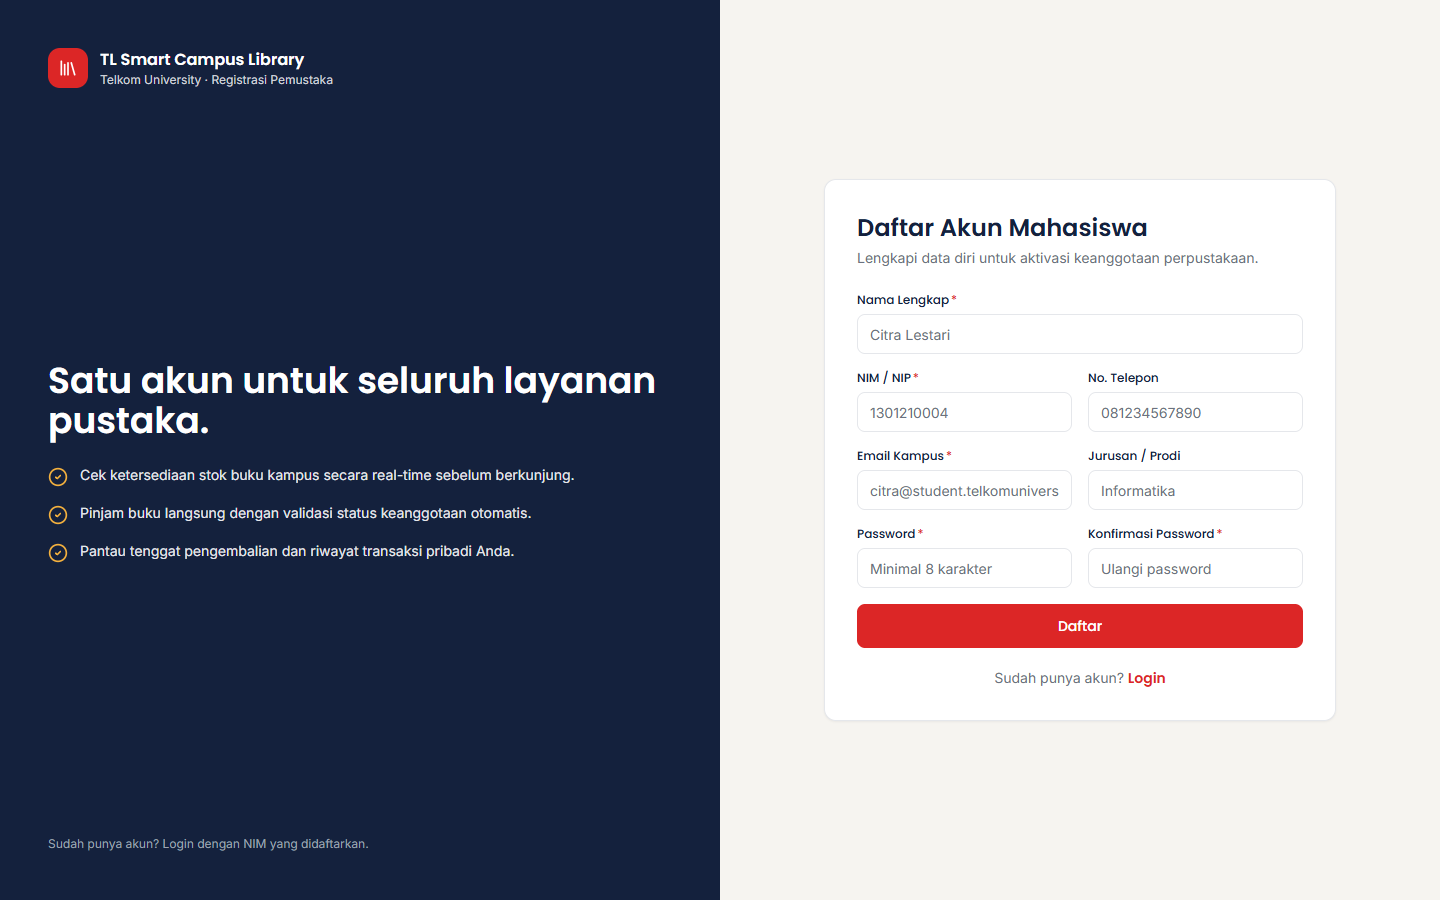 TL Smart Campus Library
Telkom University · Registrasi Pemustaka
Satu akun untuk seluruh layanan
pustaka.
Cek ketersediaan stok buku kampus secara real-time sebelum berkunjung.
Pinjam buku langsung dengan validasi status keanggotaan otomatis.
Pantau tenggat pengembalian dan riwayat transaksi pribadi Anda.
Sudah punya akun? Login dengan NIM yang didaftarkan.
Daftar Akun Mahasiswa
Lengkapi data diri untuk aktivasi keanggotaan perpustakaan.
Nama Lengkap *
Citra Lestari
NIM / NIP *
1301210004
No. Telepon
081234567890
Email Kampus *
citra@student.telkomunivers
Jurusan / Prodi
Informatika
Password *
Minimal 8 karakter
Konfirmasi Password *
Ulangi password
Daftar
Sudah punya akun? Login